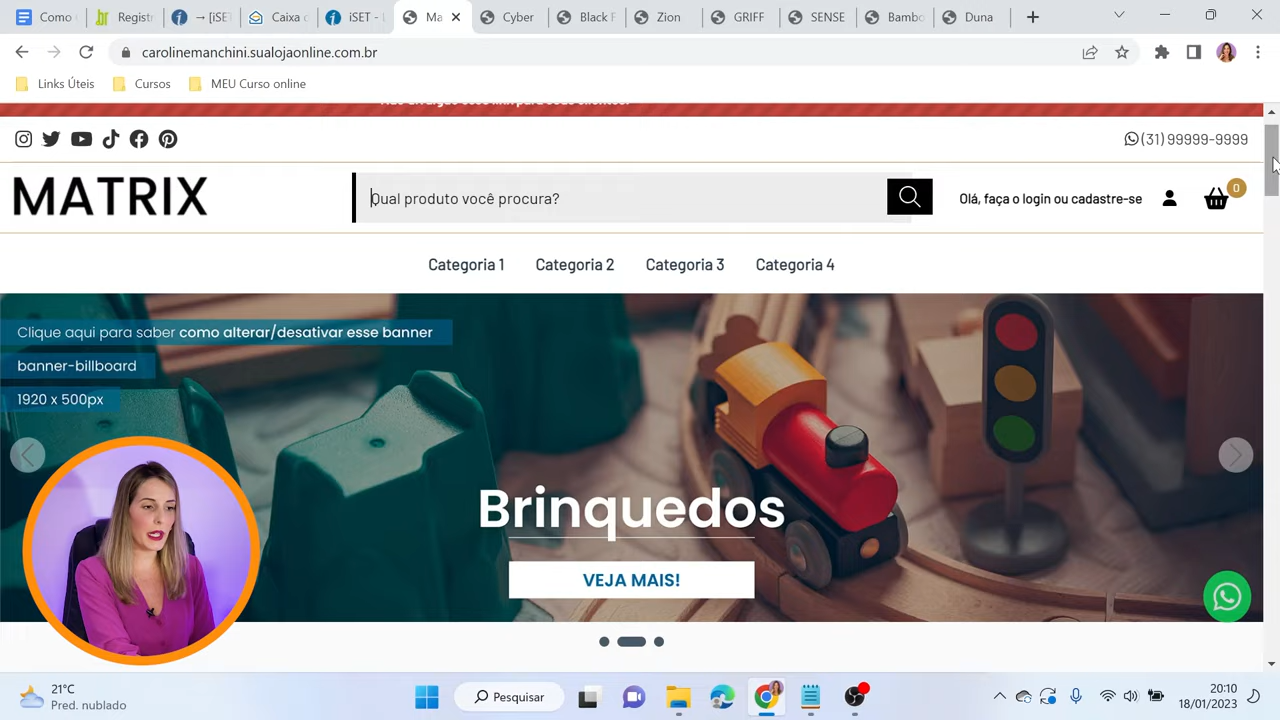 Como
Registr
→ [iSET
Caixa d
iSET -
Ma
Cyber
Black F
Zion
GRIFF
SENSE
Bambo
Duna
carolinemanchini.sualojaonline.com.br
Links Úteis
Cursos
MEU Curso online
(31) 99999-9999
MATRIX
Qual produto você procura?
Olá, faça o login ou cadastre-se
0
Categoria 1
Categoria 2
Categoria 3
Categoria 4
Clique aqui para saber como alterar/desativar esse banner
banner-billboard
1920 x 500px
Brinquedos
VEJA MAIS!
21°C
Pred. nublado
Pesquisar
20:10
18/01/2023